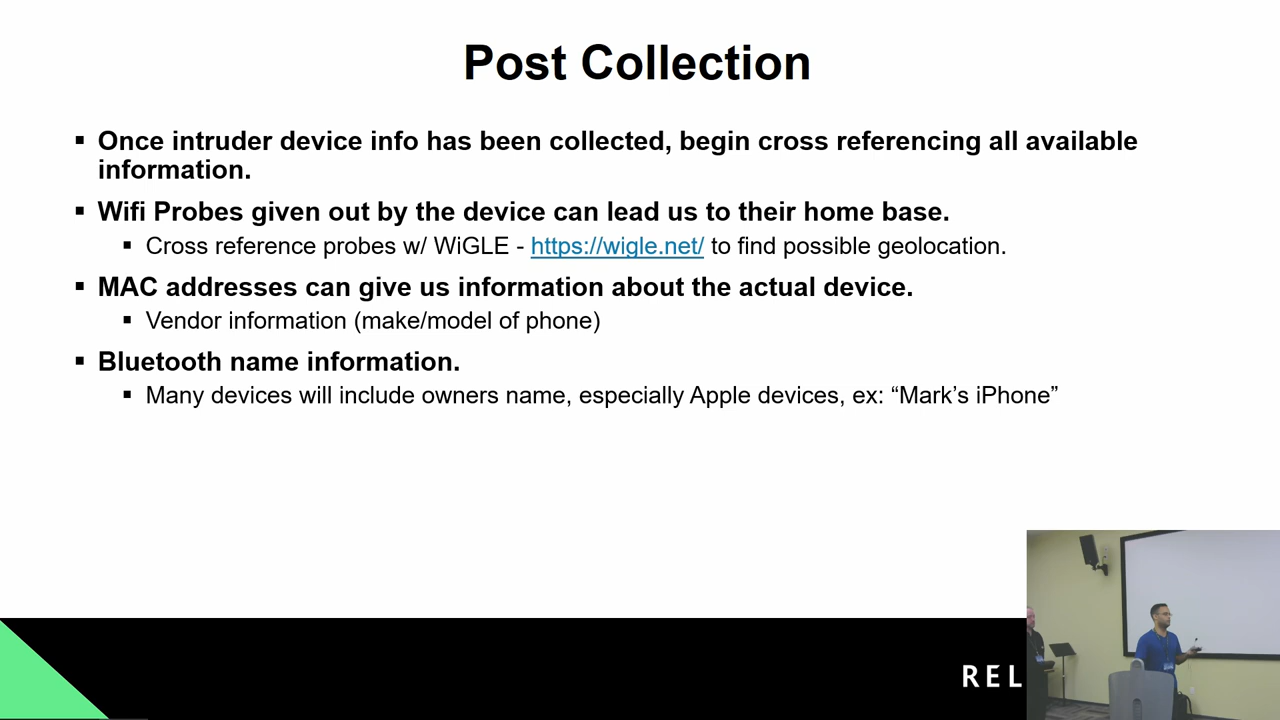 Post Collection
▪ Once intruder device info has been collected, begin cross referencing all available
information.
▪ Wifi Probes given out by the device can lead us to their home base.
▪ Cross reference probes w/ WiGLE - https://wigle.net/ to find possible geolocation.
▪ MAC addresses can give us information about the actual device.
▪ Vendor information (make/model of phone)
▪ Bluetooth name information.
▪ Many devices will include owners name, especially Apple devices, ex: “Mark’s iPhone”
REL